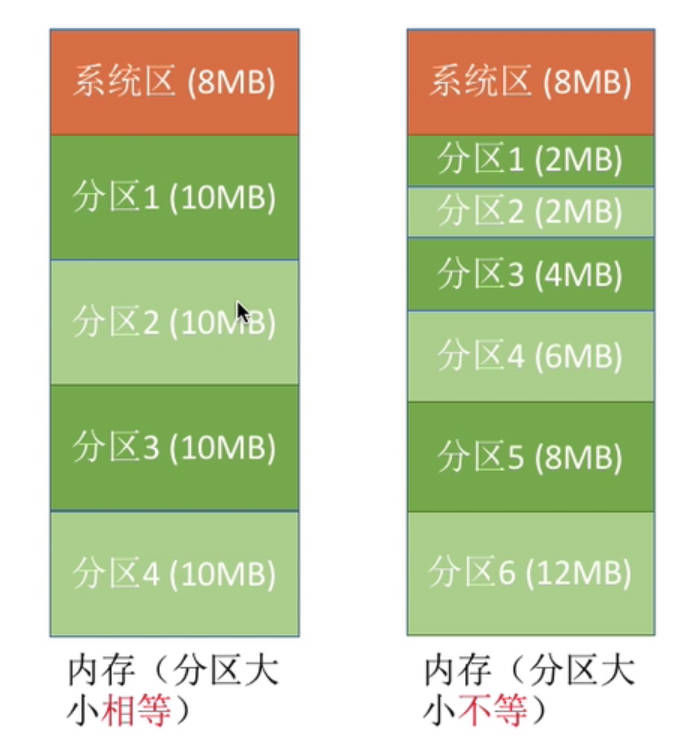 系统区 (8MB)
分区1 (10MB)
分区2 (10MB)
分区3 (10MB)
分区4 (10MB)
内存（分区大
小相等）
系统区 (8MB)
分区1 (2MB)
分区2 (2MB)
分区3 (4MB)
分区4 (6MB)
分区5 (8MB)
分区6 (12MB)
内存（分区大
小不等）